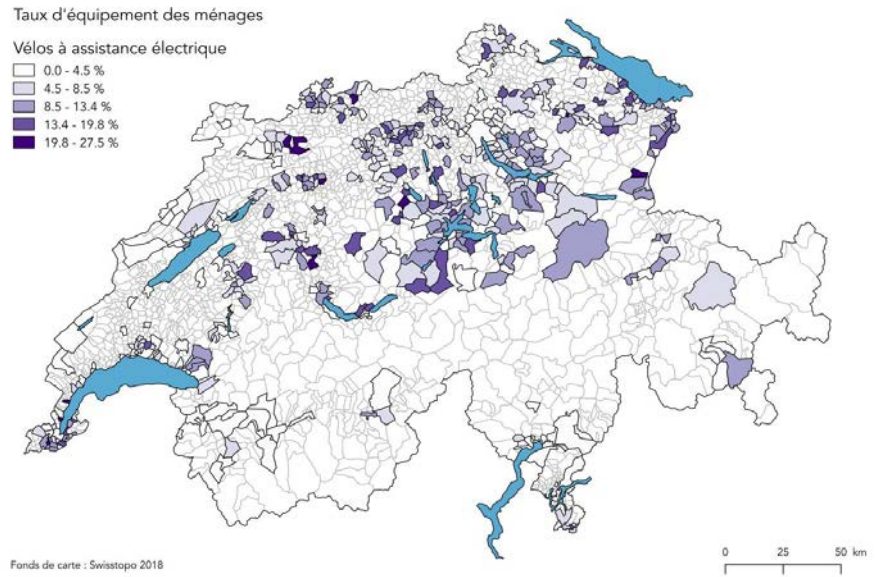 Taux d'équipement des ménages
Vélos à assistance électrique
0.0 - 4.5 %
4.5 - 8.5 %
8.5 - 13.4 %
13.4 - 19.8 %
19.8 - 27.5 %
Fonds de carte : Swisstopo 2018
0 25 50 km